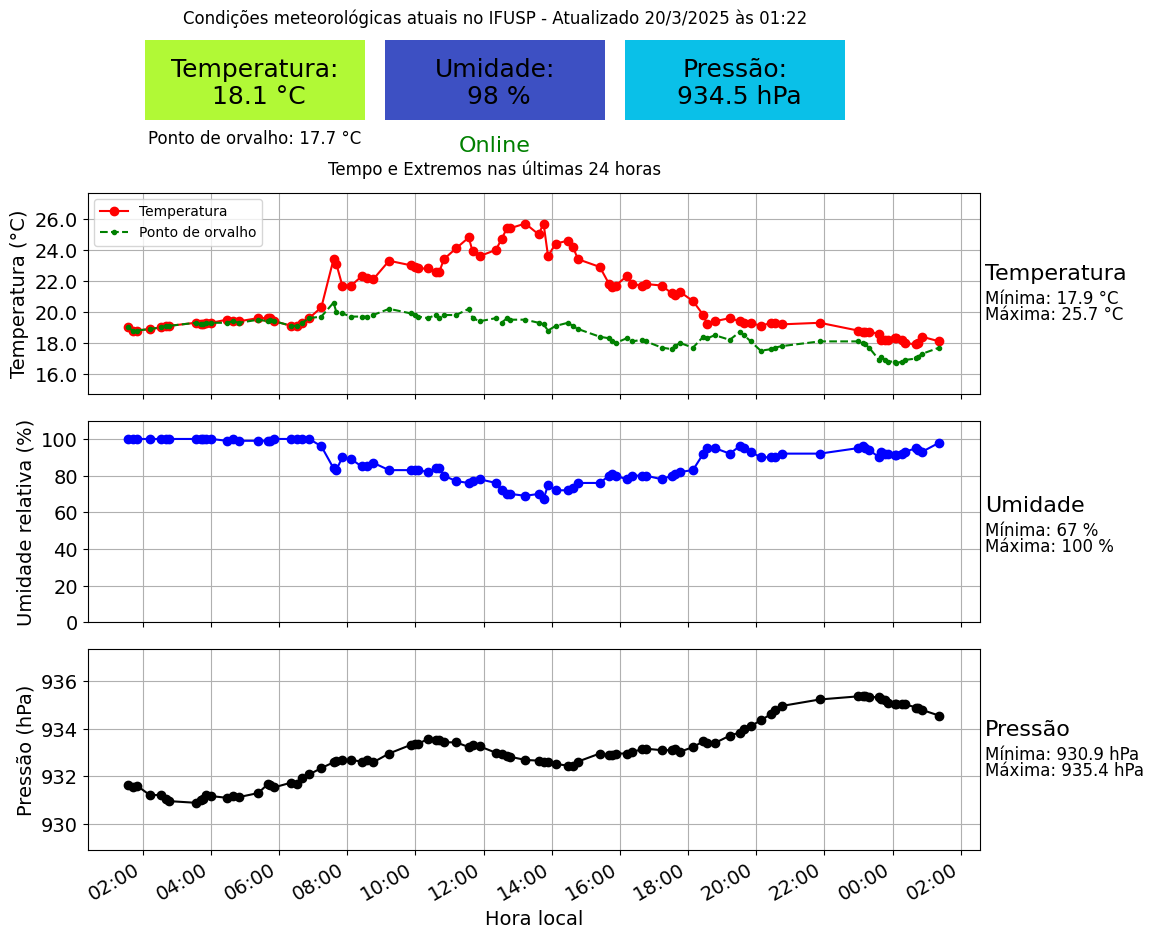 Condições meteorológicas atuais no IFUSP - Atualizado 20/3/2025 às 01:22
Temperatura:
18.1 °C
Umidade:
98 %
Pressão:
934.5 hPa
Ponto de orvalho: 17.7 °C
Online
Tempo e Extremos nas últimas 24 horas
Temperatura (°C)
26.0
24.0
22.0
20.0
18.0
16.0
Temperatura
Ponto de orvalho
Temperatura
Mínima: 17.9 °C
Máxima: 25.7 °C
Umidade relativa (%)
100
80
60
40
20
0
Umidade
Mínima: 67 %
Máxima: 100 %
Pressão (hPa)
936
934
932
930
Pressão
Mínima: 930.9 hPa
Máxima: 935.4 hPa
02:00 04:00 06:00 08:00 10:00 12:00 14:00 16:00 18:00 20:00 22:00 00:00 02:00
Hora local